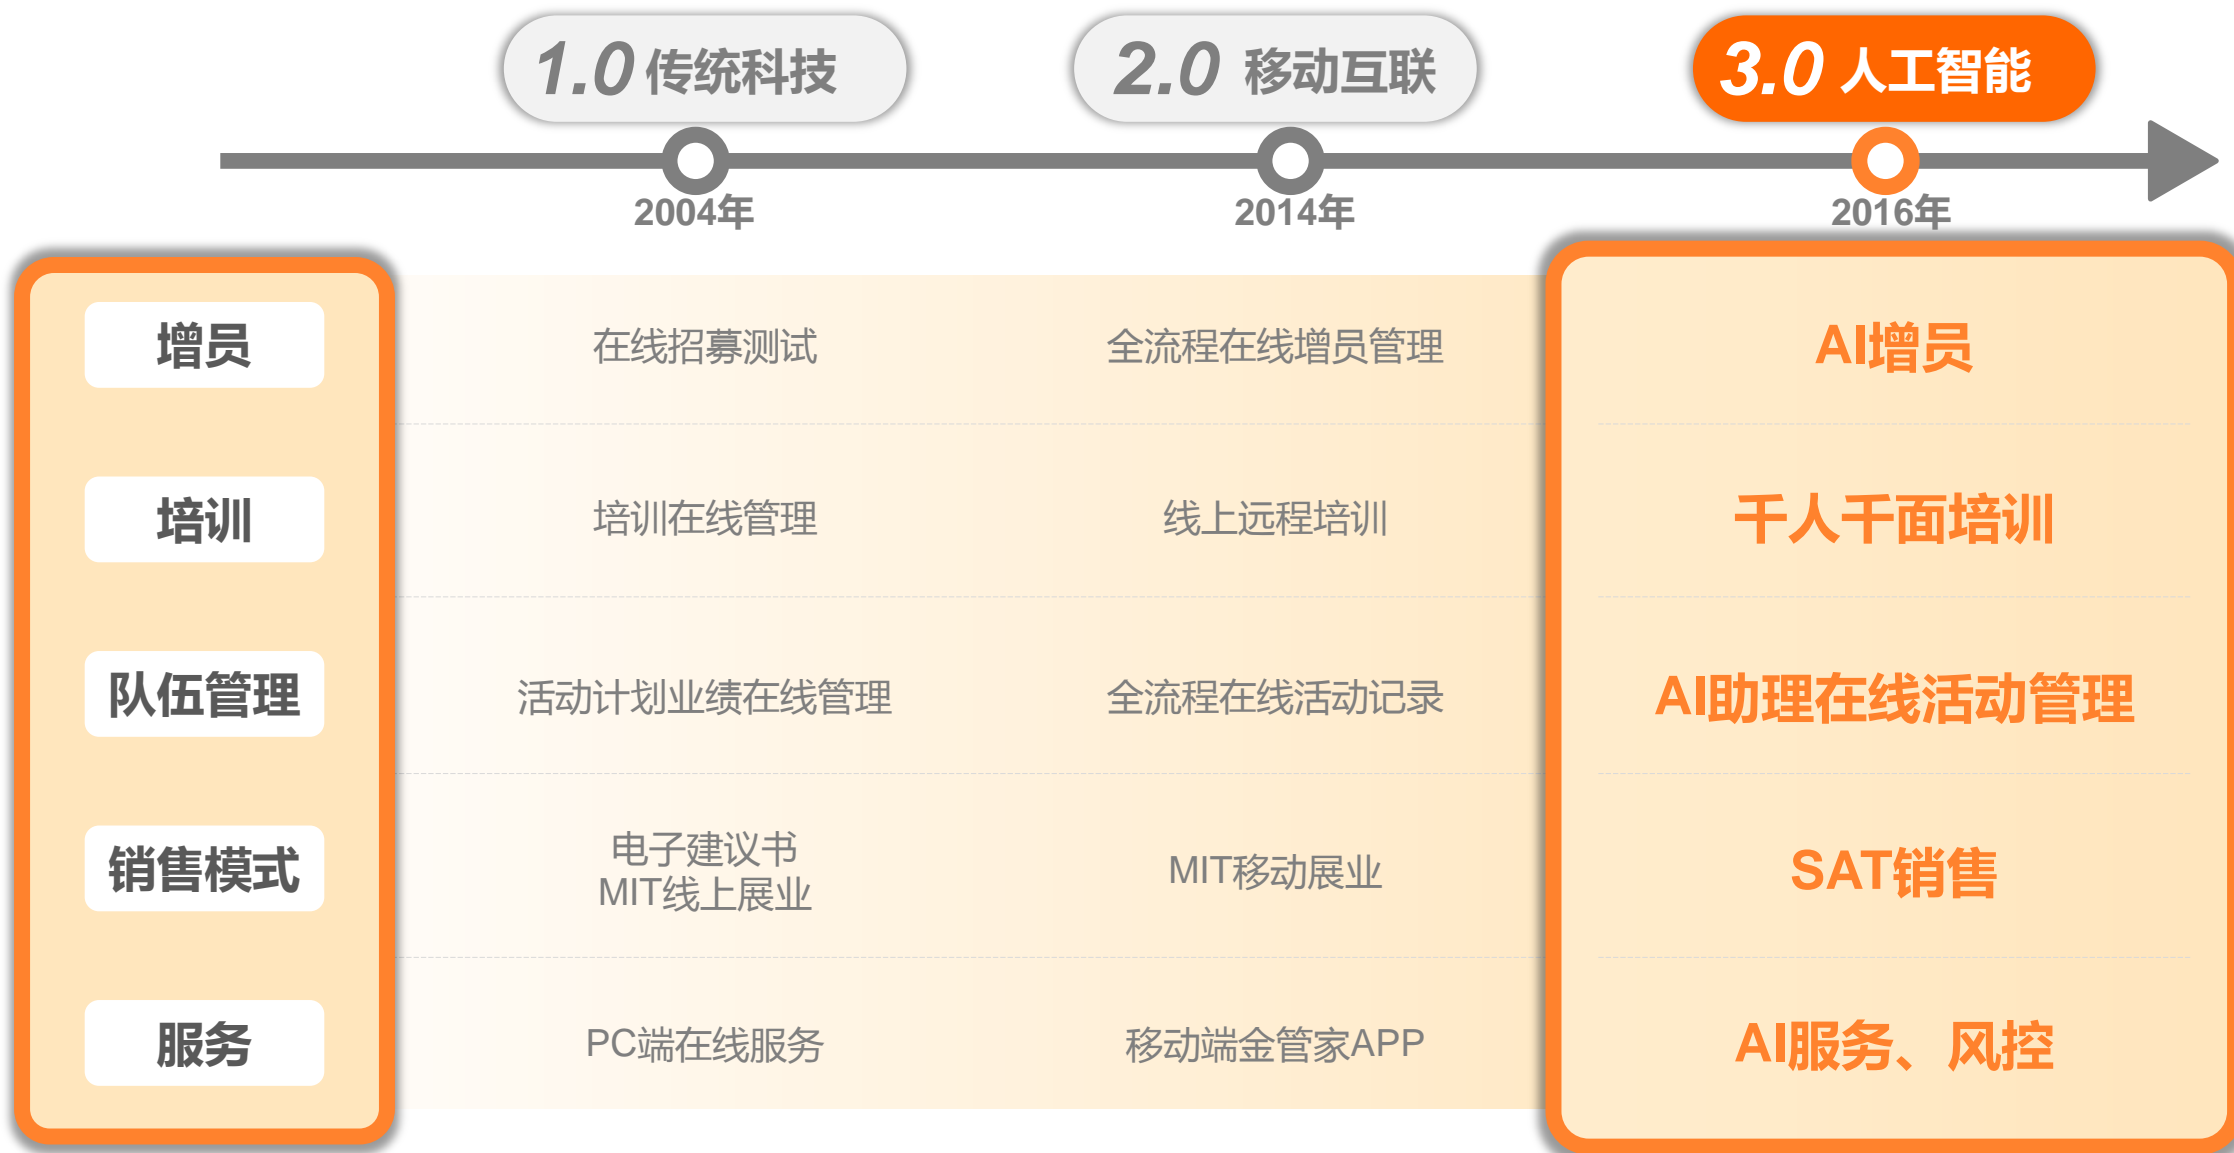 1.0 传统科技
2.0 移动互联
3.0 人工智能
2004年
2014年
2016年
增员
在线招募测试
全流程在线增员管理
AI增员
培训
培训在线管理
线上远程培训
千人千面培训
队伍管理
活动计划业绩在线管理
全流程在线活动记录
AI助理在线活动管理
销售模式
电子建议书
MIT线上展业
MIT移动展业
SAT销售
服务
PC端在线服务
移动端金管家APP
AI服务、风控